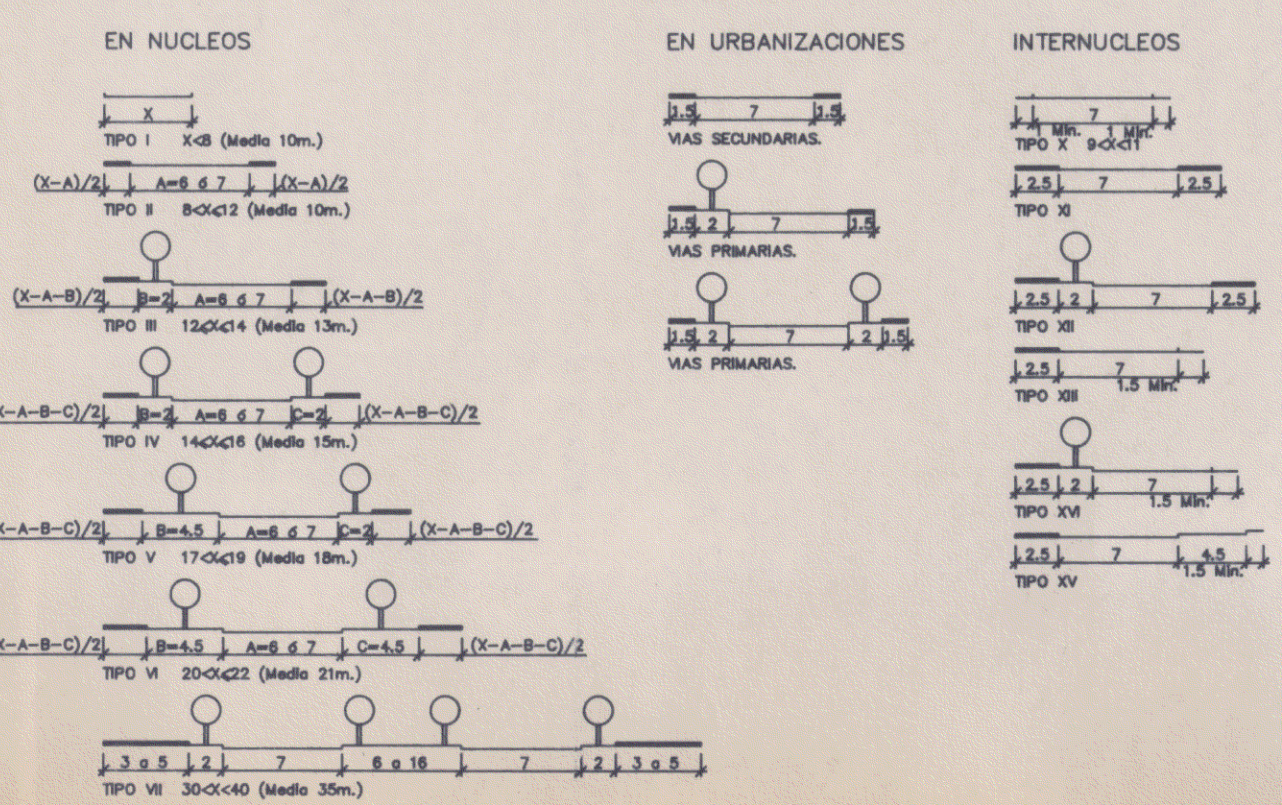 EN NUCLEOS
X
TIPO I X<8 (Media 10m.)
(X-A)/2 A=6 ó 7 (X-A)/2
TIPO II 8<X⩽12 (Media 10m.)
(X-A-B)/2 B=2 A=6 ó 7 (X-A-B)/2
TIPO III 12⩽X⩽14 (Media 13m.)
X-A-B-C)/2 B=2 A=6 ó 7 C=2 (X-A-B-C)/2
TIPO IV 14⩽X⩽16 (Media 15m.)
X-A-B-C)/2 B=4.5 A=6 ó 7 C=2 (X-A-B-C)/2
TIPO V 17<X⩽19 (Media 18m.)
X-A-B-C)/2 B=4.5 A=6 ó 7 C=4.5 (X-A-B-C)/2
TIPO VI 20<X⩽22 (Media 21m.)
3 a 5 2 7 6 a 16 7 2 3 a 5
TIPO VII 30<X<40 (Media 35m.)
EN URBANIZACIONES
1.5 7 1.5
VIAS SECUNDARIAS.
1.5 2 7 1.5
VIAS PRIMARIAS.
1.5 2 7 2 1.5
VIAS PRIMARIAS.
INTERNUCLEOS
7
1 Min. 1 Min.
TIPO X 9<X<11
2.5 7 2.5
TIPO XI
2.5 2 7 2.5
TIPO XII
2.5 7
1.5 Min.
TIPO XIII
2.5 2 7
1.5 Min.
TIPO XVI
2.5 7 4.5
1.5 Min.
TIPO XV